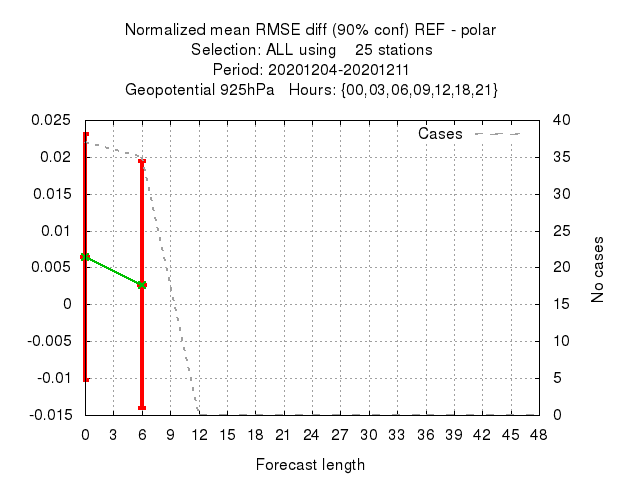 Normalized mean RMSE diff (90% conf) REF - polar
Selection: ALL using    25 stations
Period: 20201204-20201211
Geopotential 925hPa   Hours: {00,03,06,09,12,18,21}
Cases
0.025
0.02
0.015
0.01
0.005
0
-0.005
-0.01
-0.015
40
35
30
25
20
15
10
5
0
No cases
0 3 6 9 12 15 18 21 24 27 30 33 36 39 42 45 48
Forecast length